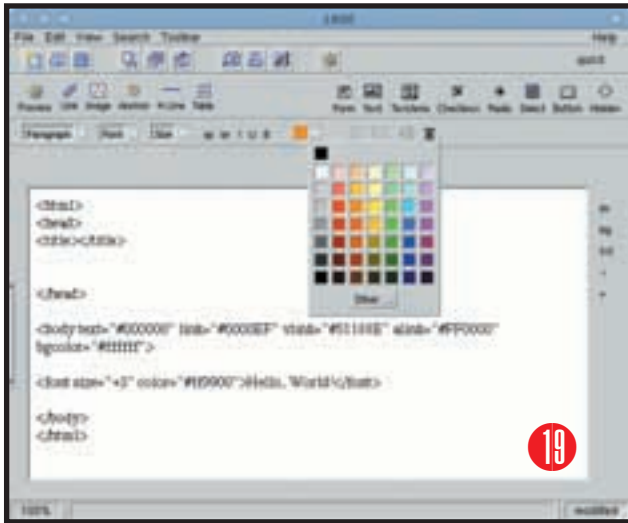 File Edit View Search Toolbar Help
Preview Link Image Anchor H.Line Table Form Text Textarea Checkbox Radio Select Button Hidden
Paragraph Font Size I U B
Other
<html>
<head>
<title></title>
</head>
<body text="#000000" link="#0000EF" vlink="#51188E" alink="#FF0000"
bgcolor="#ffffff">
<font size="+3" color="#ff9900">Hello, World!</font>
</body>
</html>
19
100% modified